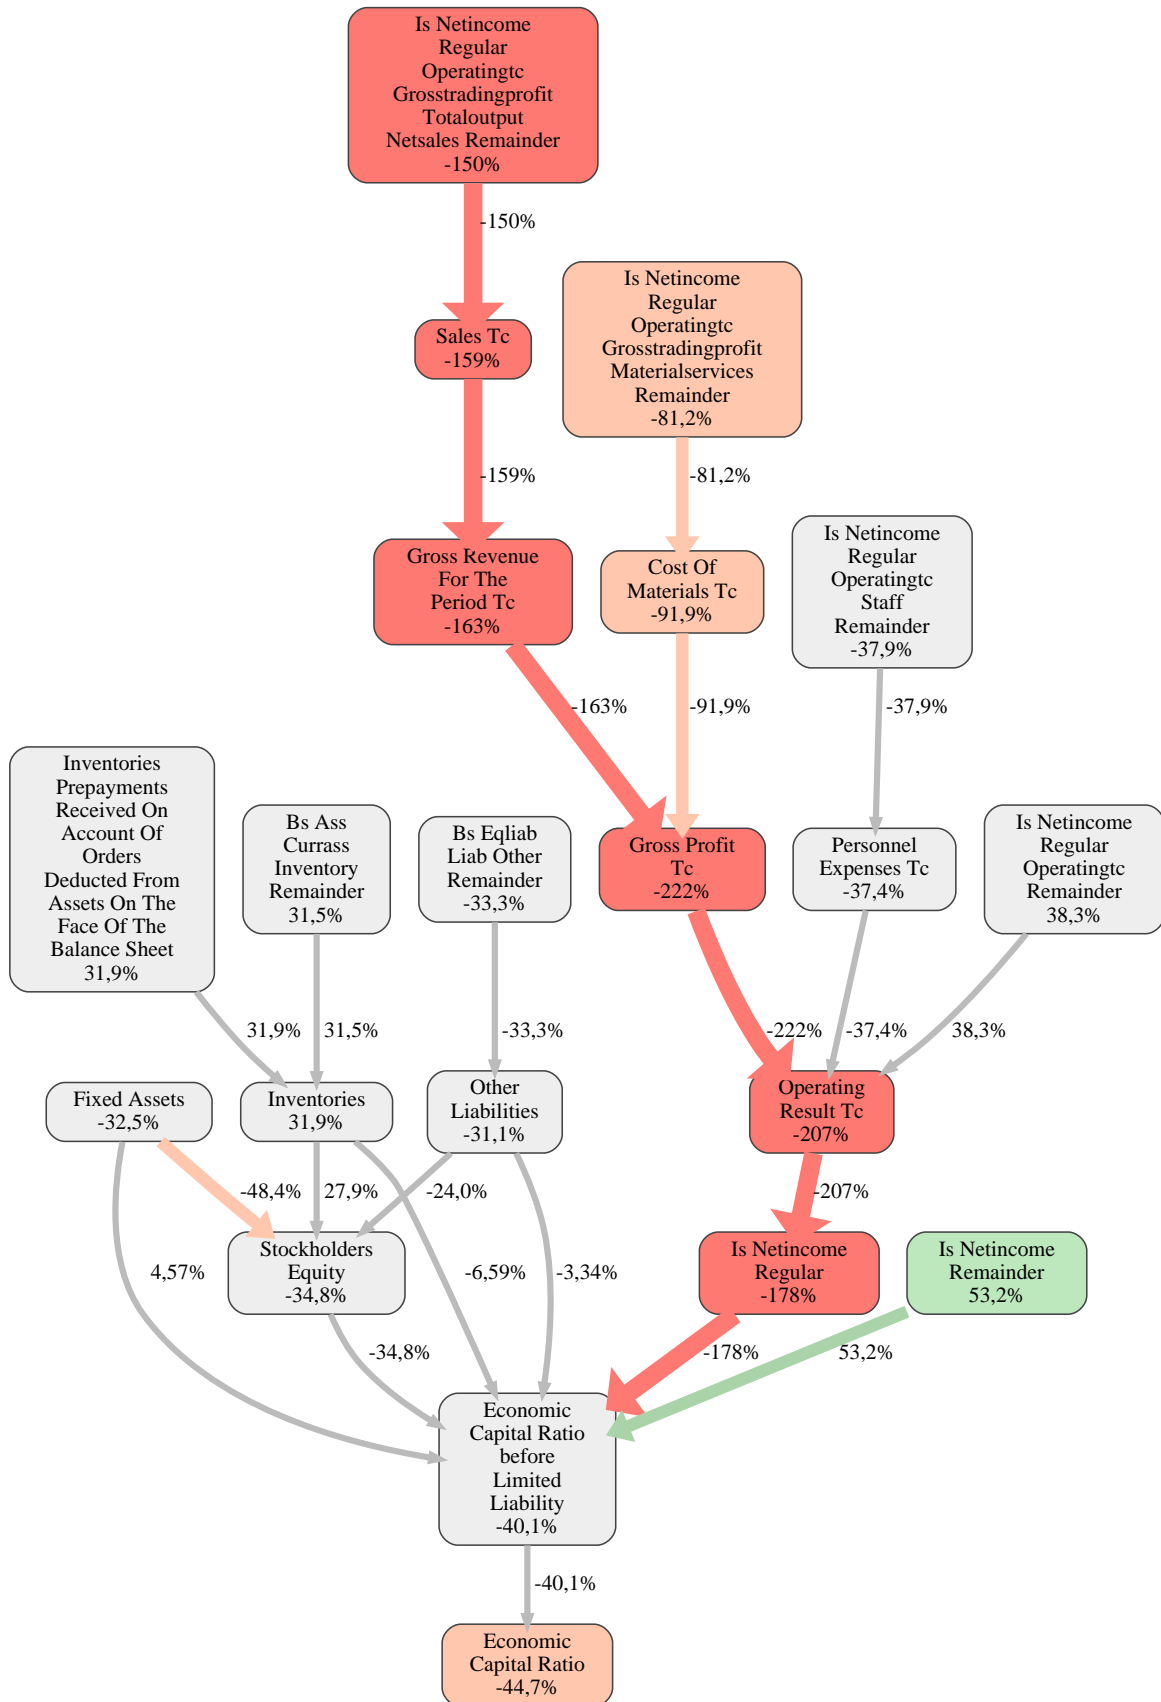 Is Netincome
Regular
Operatingtc
Grosstradingprofit
Totaloutput
Netsales Remainder
-150%
-150%
Sales Tc
-159%
Is Netincome
Regular
Operatingtc
Grosstradingprofit
Materialservices
Remainder
-81,2%
-159%
-81,2%
Gross Revenue
For The
Period Tc
-163%
Cost Of
Materials Tc
-91,9%
Is Netincome
Regular
Operatingtc
Staff
Remainder
-37,9%
-163%
-91,9%
-37,9%
Inventories
Prepayments
Received On
Account Of
Orders
Deducted From
Assets On The
Face Of The
Balance Sheet
31,9%
Bs Ass
Currass
Inventory
Remainder
31,5%
Bs Eqliab
Liab Other
Remainder
-33,3%
Gross Profit
Tc
-222%
Personnel
Expenses Tc
-37,4%
Is Netincome
Regular
Operatingtc
Remainder
38,3%
31,9%
31,5%
-33,3%
-222%
-37,4%
38,3%
Fixed Assets
-32,5%
Inventories
31,9%
Other
Liabilities
-31,1%
Operating
Result Tc
-207%
-48,4%
27,9%
-24,0%
-207%
Stockholders
Equity
-34,8%
Is Netincome
Regular
-178%
Is Netincome
Remainder
53,2%
4,57%
-6,59%
-3,34%
-34,8%
-178%
53,2%
Economic
Capital Ratio
before
Limited
Liability
-40,1%
-40,1%
Economic
Capital Ratio
-44,7%